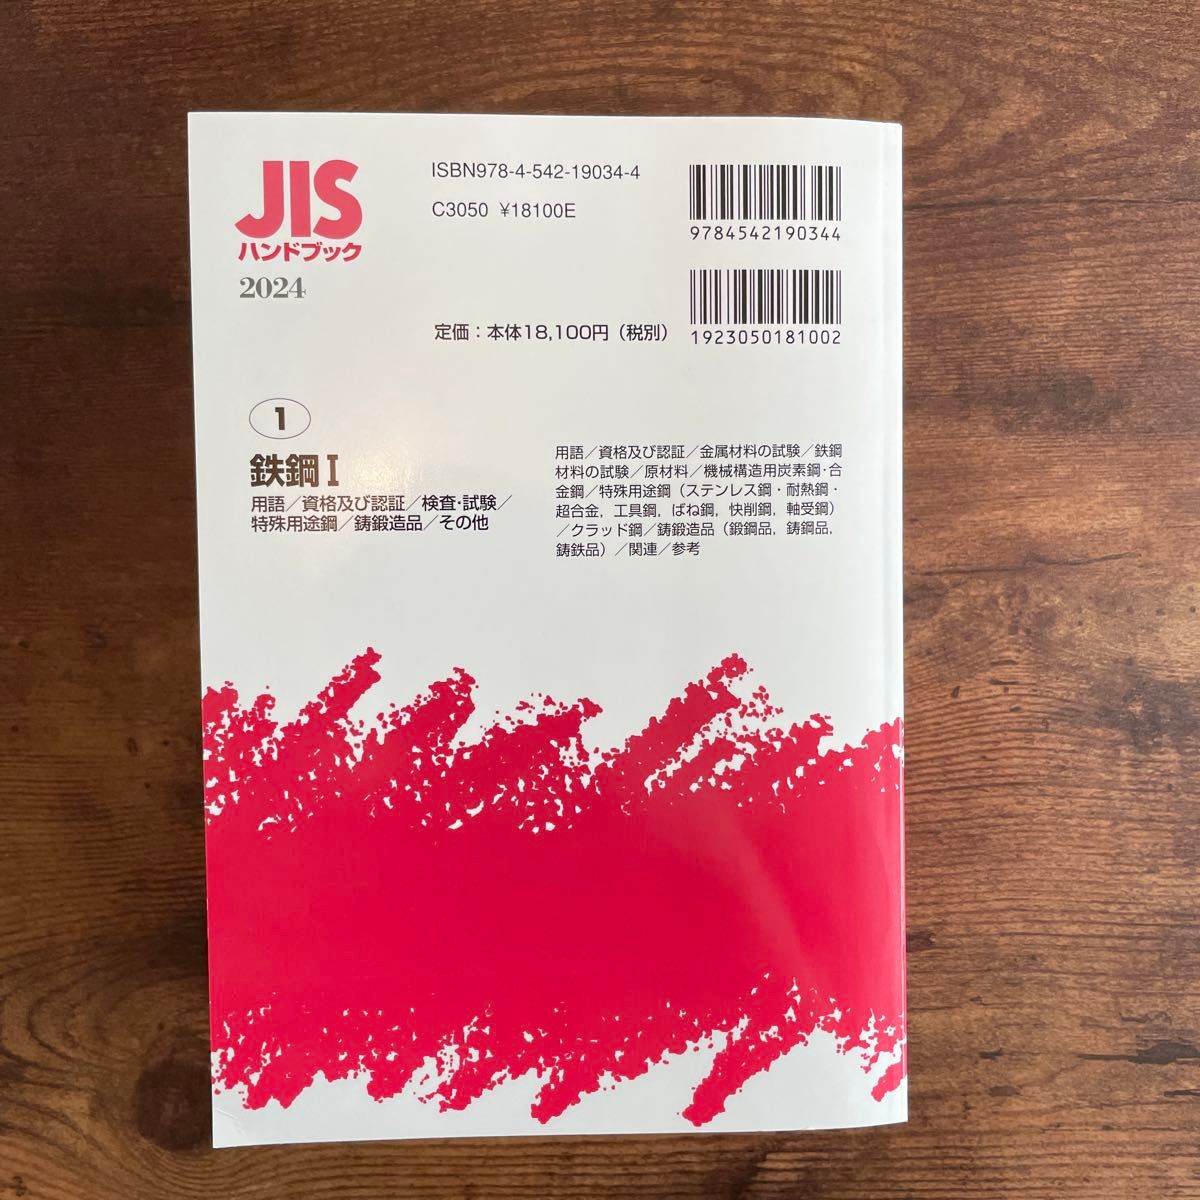 JIS
ハンドブック
2024
ISBN978-4-542-19034-4
C3050 ¥18100E
9784542190344
定価：本体18,100円（税別）
1923050181002
1
鉄鋼Ⅰ
用語／資格及び認証／検査・試験／
特殊用途鋼／鋳鍛造品／その他
用語／資格及び認証／金属材料の試験／鉄鋼
材料の試験／原材料／機械構造用炭素鋼・合
金鋼／特殊用途鋼（ステンレス鋼・耐熱鋼・
超合金，工具鋼，ばね鋼，快削鋼，軸受鋼）
／クラッド鋼／鋳鍛造品（鍛鋼品，鋳鋼品，
鋳鉄品）／関連／参考